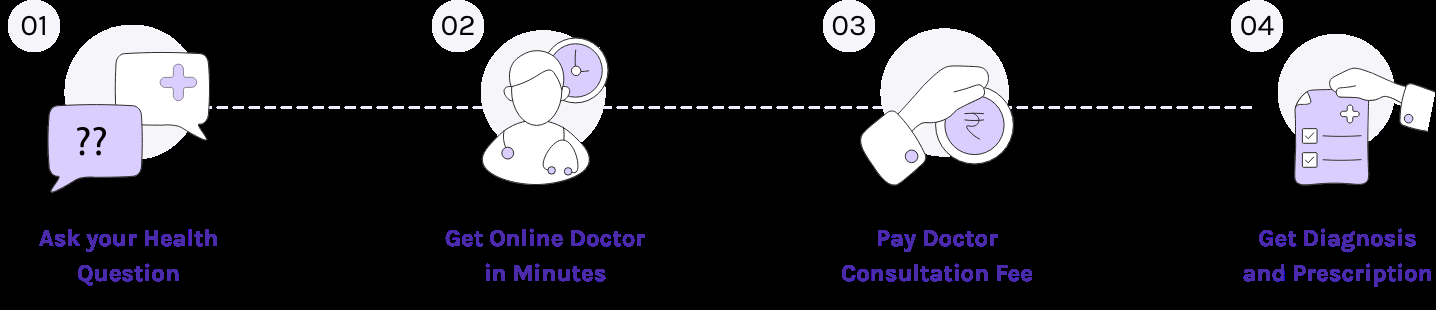 01
02
03
04
??
₹
Ask your Health
Question
Get Online Doctor
in Minutes
Pay Doctor
Consultation Fee
Get Diagnosis
and Prescription